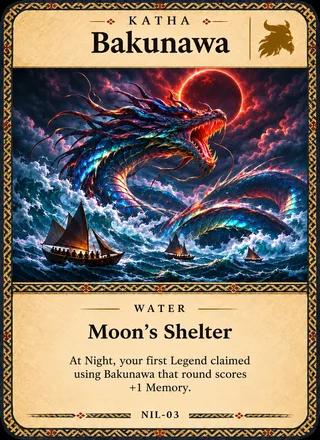 KATHA
Bakunawa
WATER
Moon's Shelter
At Night, your first Legend claimed
using Bakunawa that round scores
+1 Memory.
NIL-03